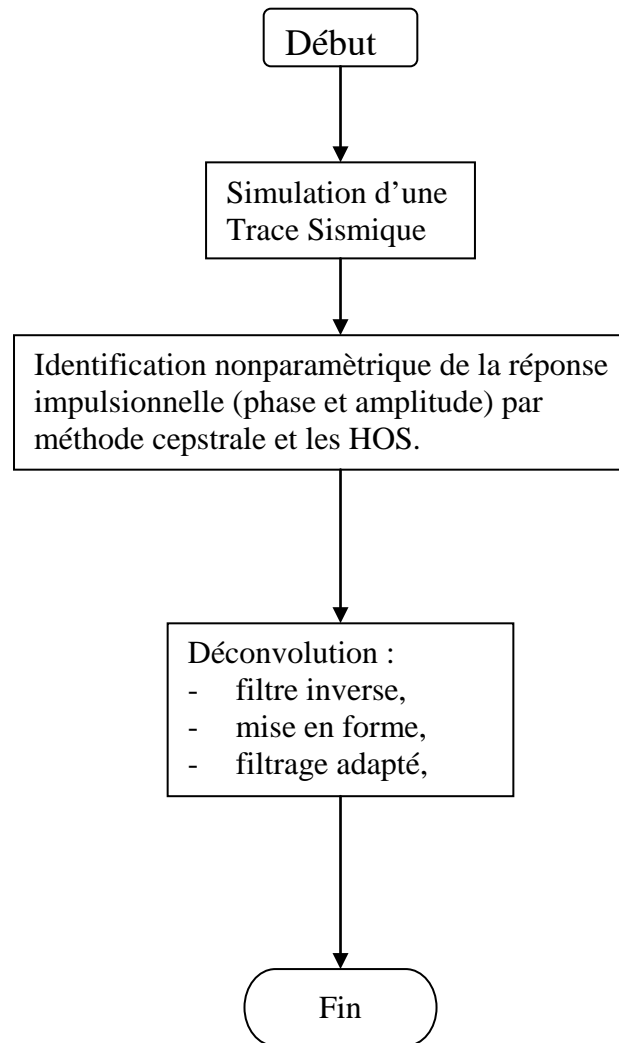 Début
Simulation d’une
Trace Sismique
Identification nonparamètrique de la réponse
impulsionnelle (phase et amplitude) par
méthode cepstrale et les HOS.
Déconvolution :
- filtre inverse,
- mise en forme,
- filtrage adapté,
Fin